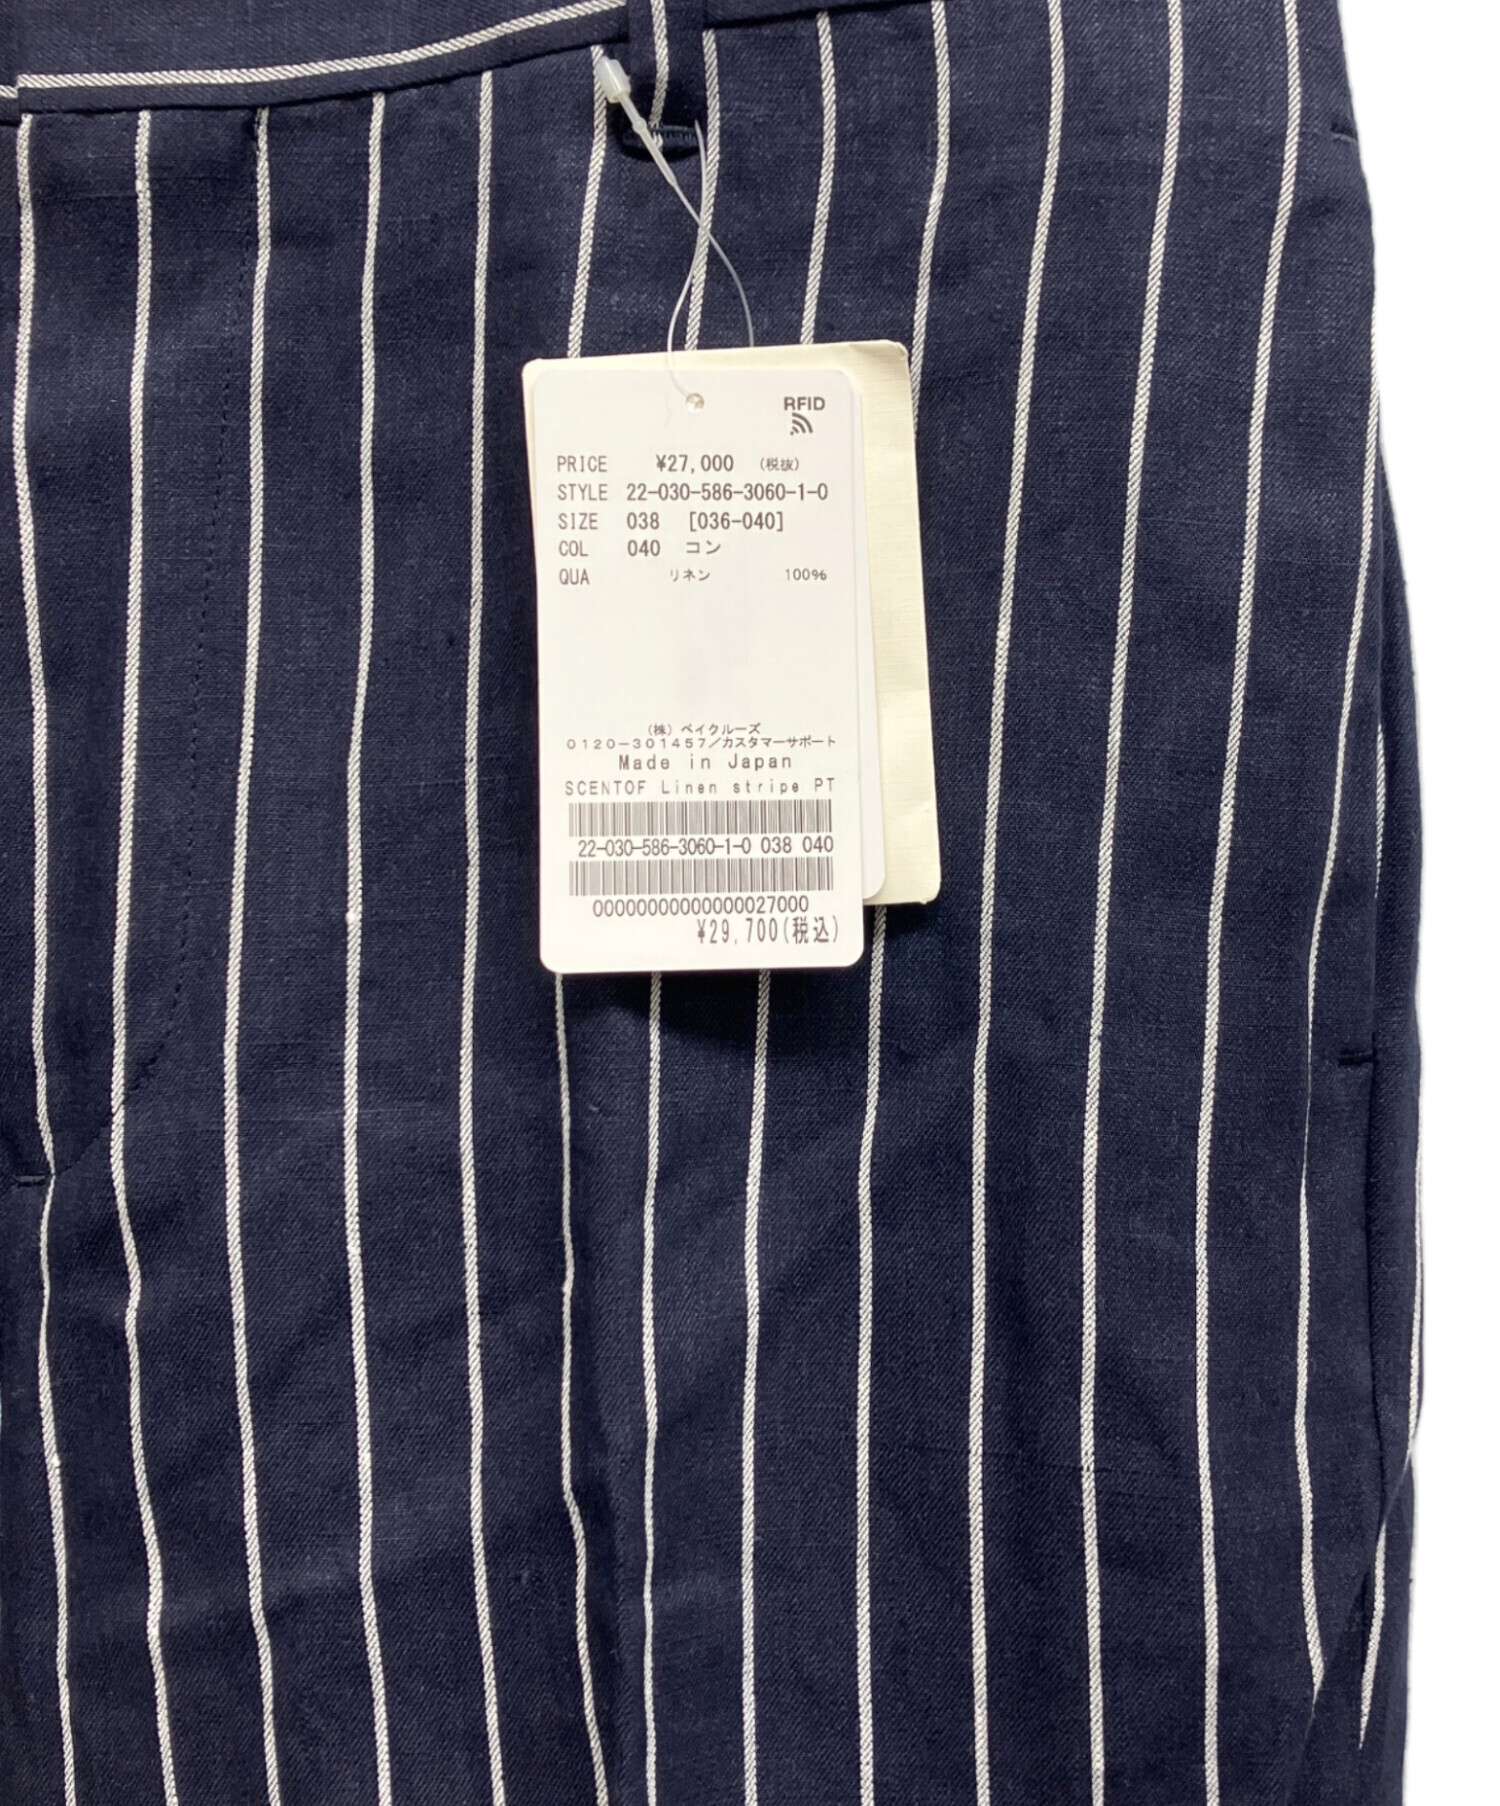 RFID
PRICE ¥27,000 (税抜)
STYLE 22-030-586-3060-1-0
SIZE 038 [036-040]
COL 040 コン
QUA リネン 100%
(株) ベイクルーズ
0120-301457/カスタマーサポート
Made in Japan
SCENTOF Linen stripe PT
22-030-586-3060-1-0 038 040
00000000000000027000
¥29,700(税込)